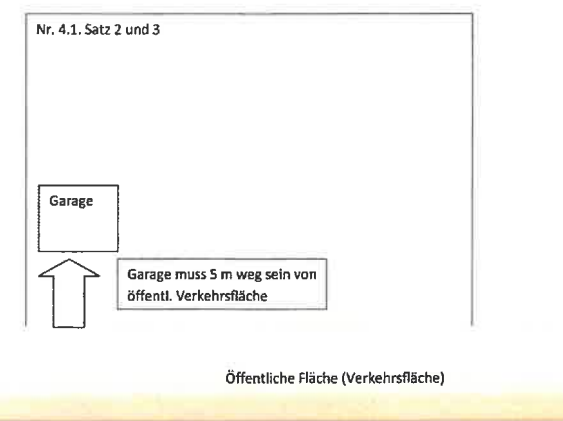 Nr. 4.1. Satz 2 und 3
Garage
Garage muss 5 m weg sein von
öffentl. Verkehrsfläche
Öffentliche Fläche (Verkehrsfläche)